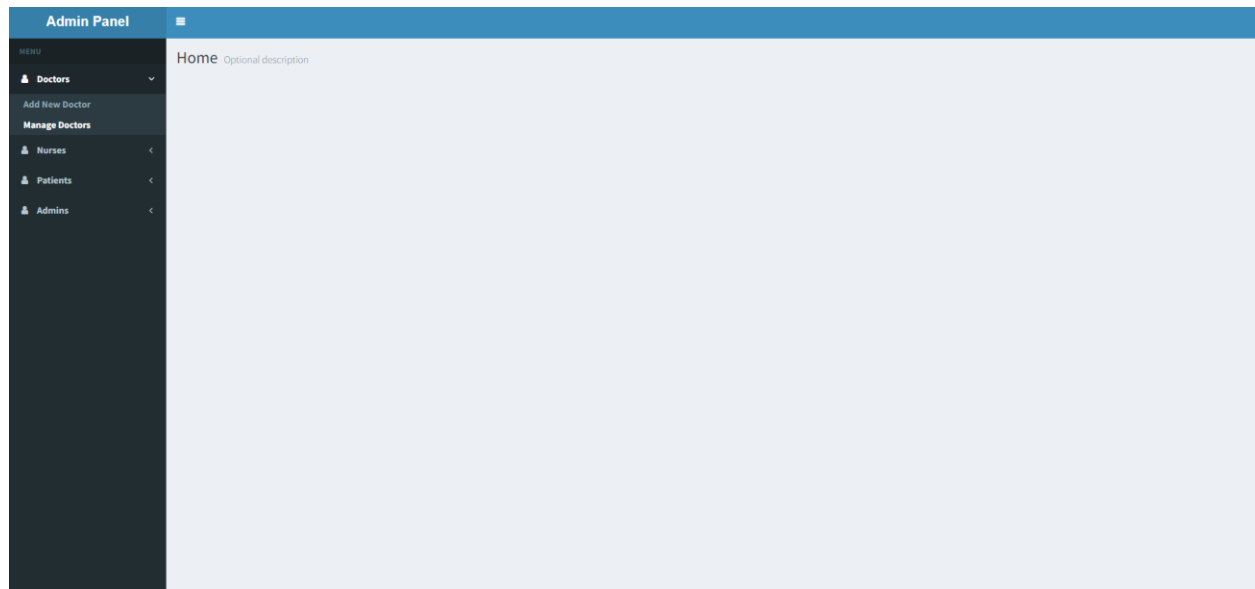 Admin Panel
MENU
Home Optional description
Doctors
Add New Doctor
Manage Doctors
Nurses
Patients
Admins